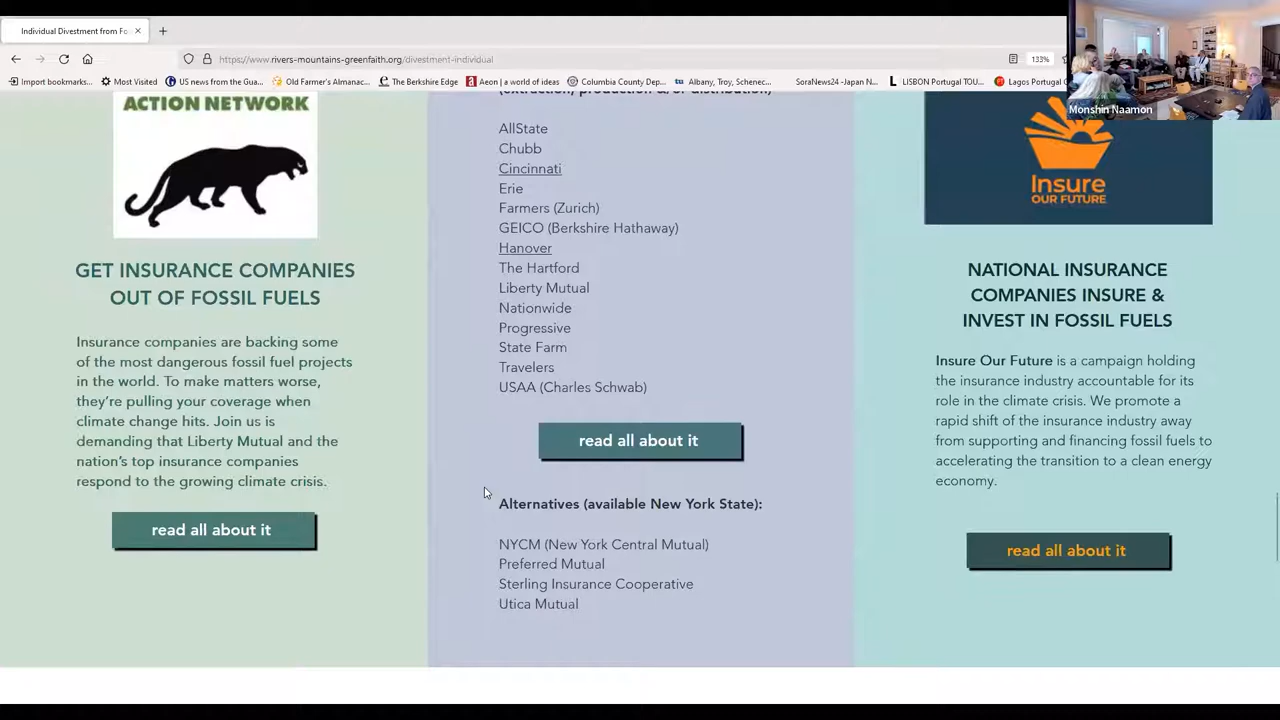 Individual Divestment from Fo
https://www.rivers-mountains-greenfaith.org/divestment-individual
133%
Import bookmarks...
Most Visited
US news from the Gua...
Old Farmer's Almanac...
The Berkshire Edge
Aeon | a world of ideas
Columbia County Dep...
Albany, Troy, Schenec...
SoraNews24 -Japan N...
LISBON Portugal TOU...
Lagos Portugal
Monshin Naamon
ACTION NETWORK
GET INSURANCE COMPANIES
OUT OF FOSSIL FUELS
Insurance companies are backing some
of the most dangerous fossil fuel projects
in the world. To make matters worse,
they're pulling your coverage when
climate change hits. Join us is
demanding that Liberty Mutual and the
nation's top insurance companies
respond to the growing climate crisis.
read all about it
(extraction, production &/or distribution)
AllState
Chubb
Cincinnati
Erie
Farmers (Zurich)
GEICO (Berkshire Hathaway)
Hanover
The Hartford
Liberty Mutual
Nationwide
Progressive
State Farm
Travelers
USAA (Charles Schwab)
read all about it
Alternatives (available New York State):
NYCM (New York Central Mutual)
Preferred Mutual
Sterling Insurance Cooperative
Utica Mutual
Insure
OUR FUTURE
NATIONAL INSURANCE
COMPANIES INSURE &
INVEST IN FOSSIL FUELS
Insure Our Future is a campaign holding
the insurance industry accountable for its
role in the climate crisis. We promote a
rapid shift of the insurance industry away
from supporting and financing fossil fuels to
accelerating the transition to a clean energy
economy.
read all about it